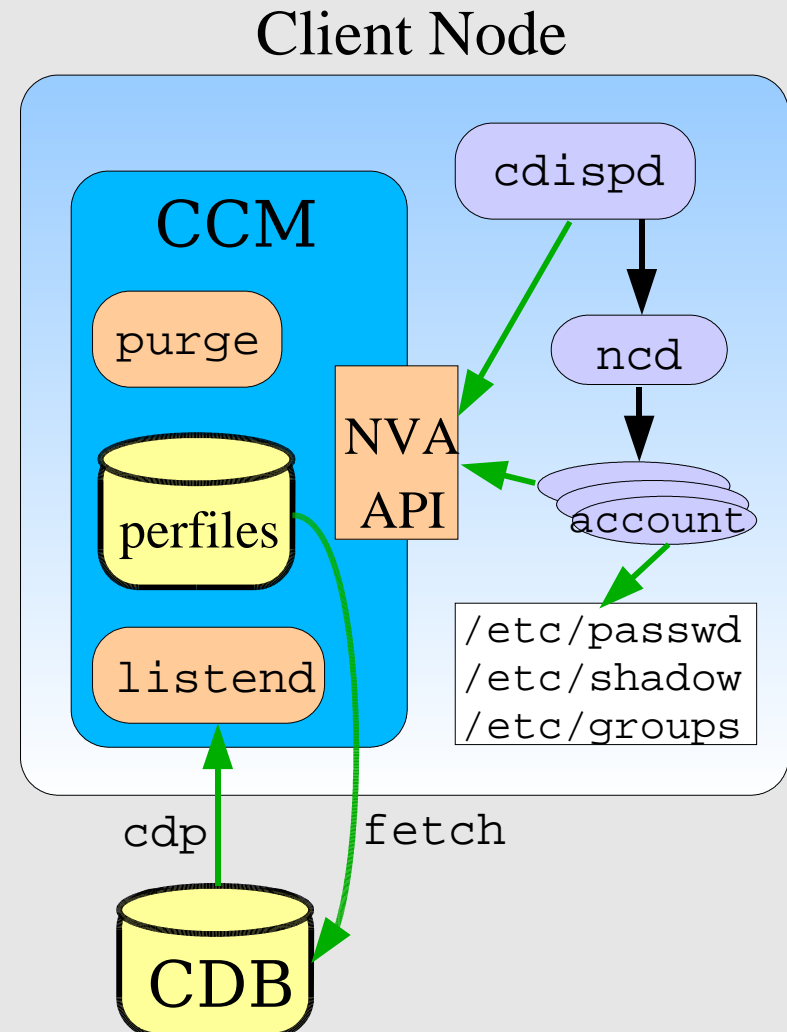 Client Node
cdispd
CCM
purge
ncd
NVA
API
perfiles
account
/etc/passwd
/etc/shadow
/etc/groups
listend
cdp
fetch
CDB